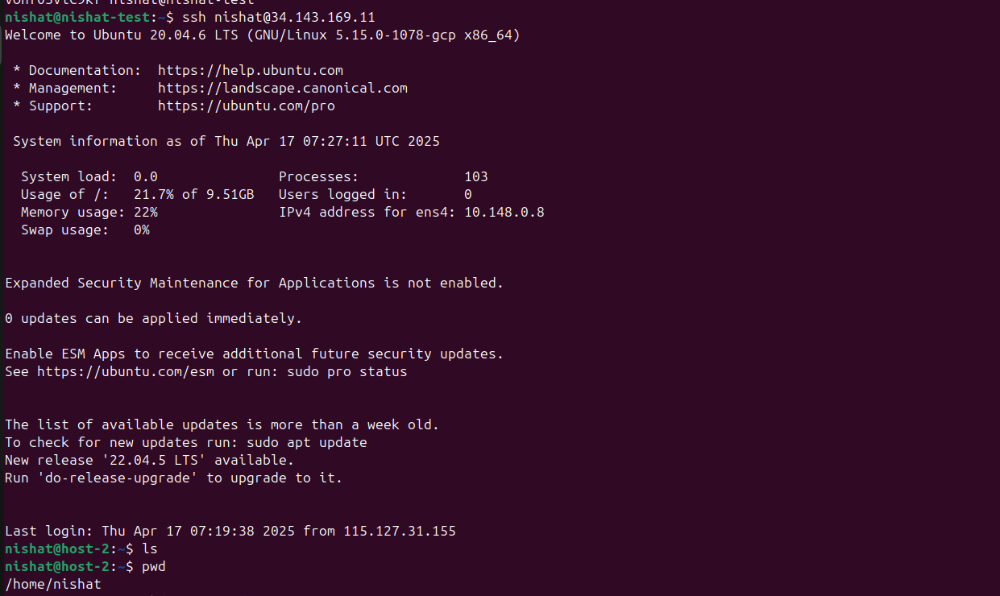 nishat@nishat-test:~$ ssh nishat@34.143.169.11
Welcome to Ubuntu 20.04.6 LTS (GNU/Linux 5.15.0-1078-gcp x86_64)
* Documentation:  https://help.ubuntu.com
* Management:     https://landscape.canonical.com
* Support:        https://ubuntu.com/pro
System information as of Thu Apr 17 07:27:11 UTC 2025
System load:  0.0               Processes:             103
Usage of /:   21.7% of 9.51GB   Users logged in:       0
Memory usage: 22%               IPv4 address for ens4: 10.148.0.8
Swap usage:   0%
Expanded Security Maintenance for Applications is not enabled.
0 updates can be applied immediately.
Enable ESM Apps to receive additional future security updates.
See https://ubuntu.com/esm or run: sudo pro status
The list of available updates is more than a week old.
To check for new updates run: sudo apt update
New release '22.04.5 LTS' available.
Run 'do-release-upgrade' to upgrade to it.
Last login: Thu Apr 17 07:19:38 2025 from 115.127.31.155
nishat@host-2:~$ ls
nishat@host-2:~$ pwd
/home/nishat